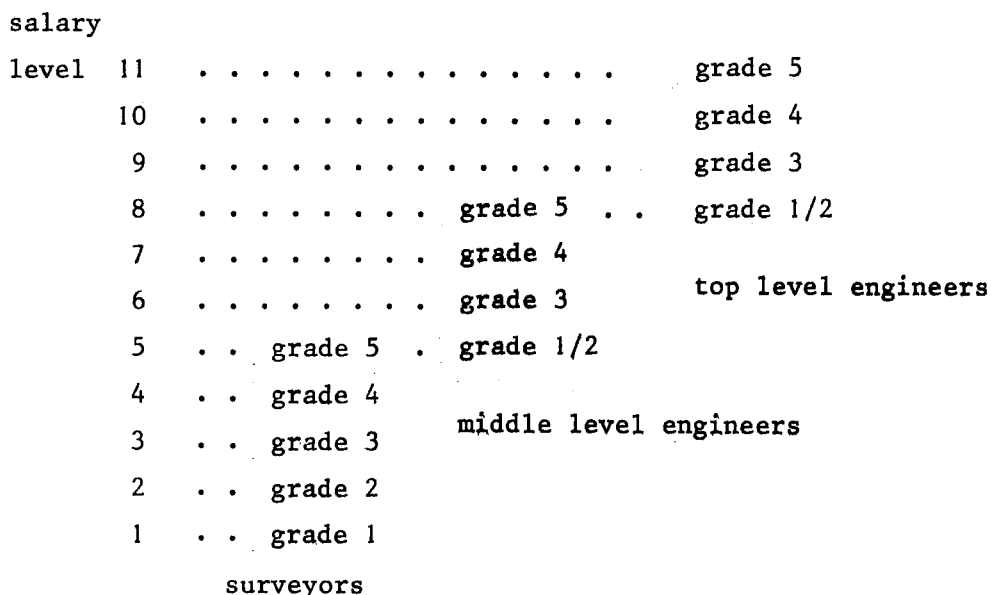 salary
level 11 . . . . . . . . . . . . . . grade 5
10 . . . . . . . . . . . . . . grade 4
9 . . . . . . . . . . . . . . grade 3
8 . . . . . . . . grade 5 . . grade 1/2
7 . . . . . . . . grade 4
top level engineers
6 . . . . . . . . grade 3
5 . . grade 5 . grade 1/2
4 . . grade 4
middle level engineers
3 . . grade 3
2 . . grade 2
1 . . grade 1
surveyors